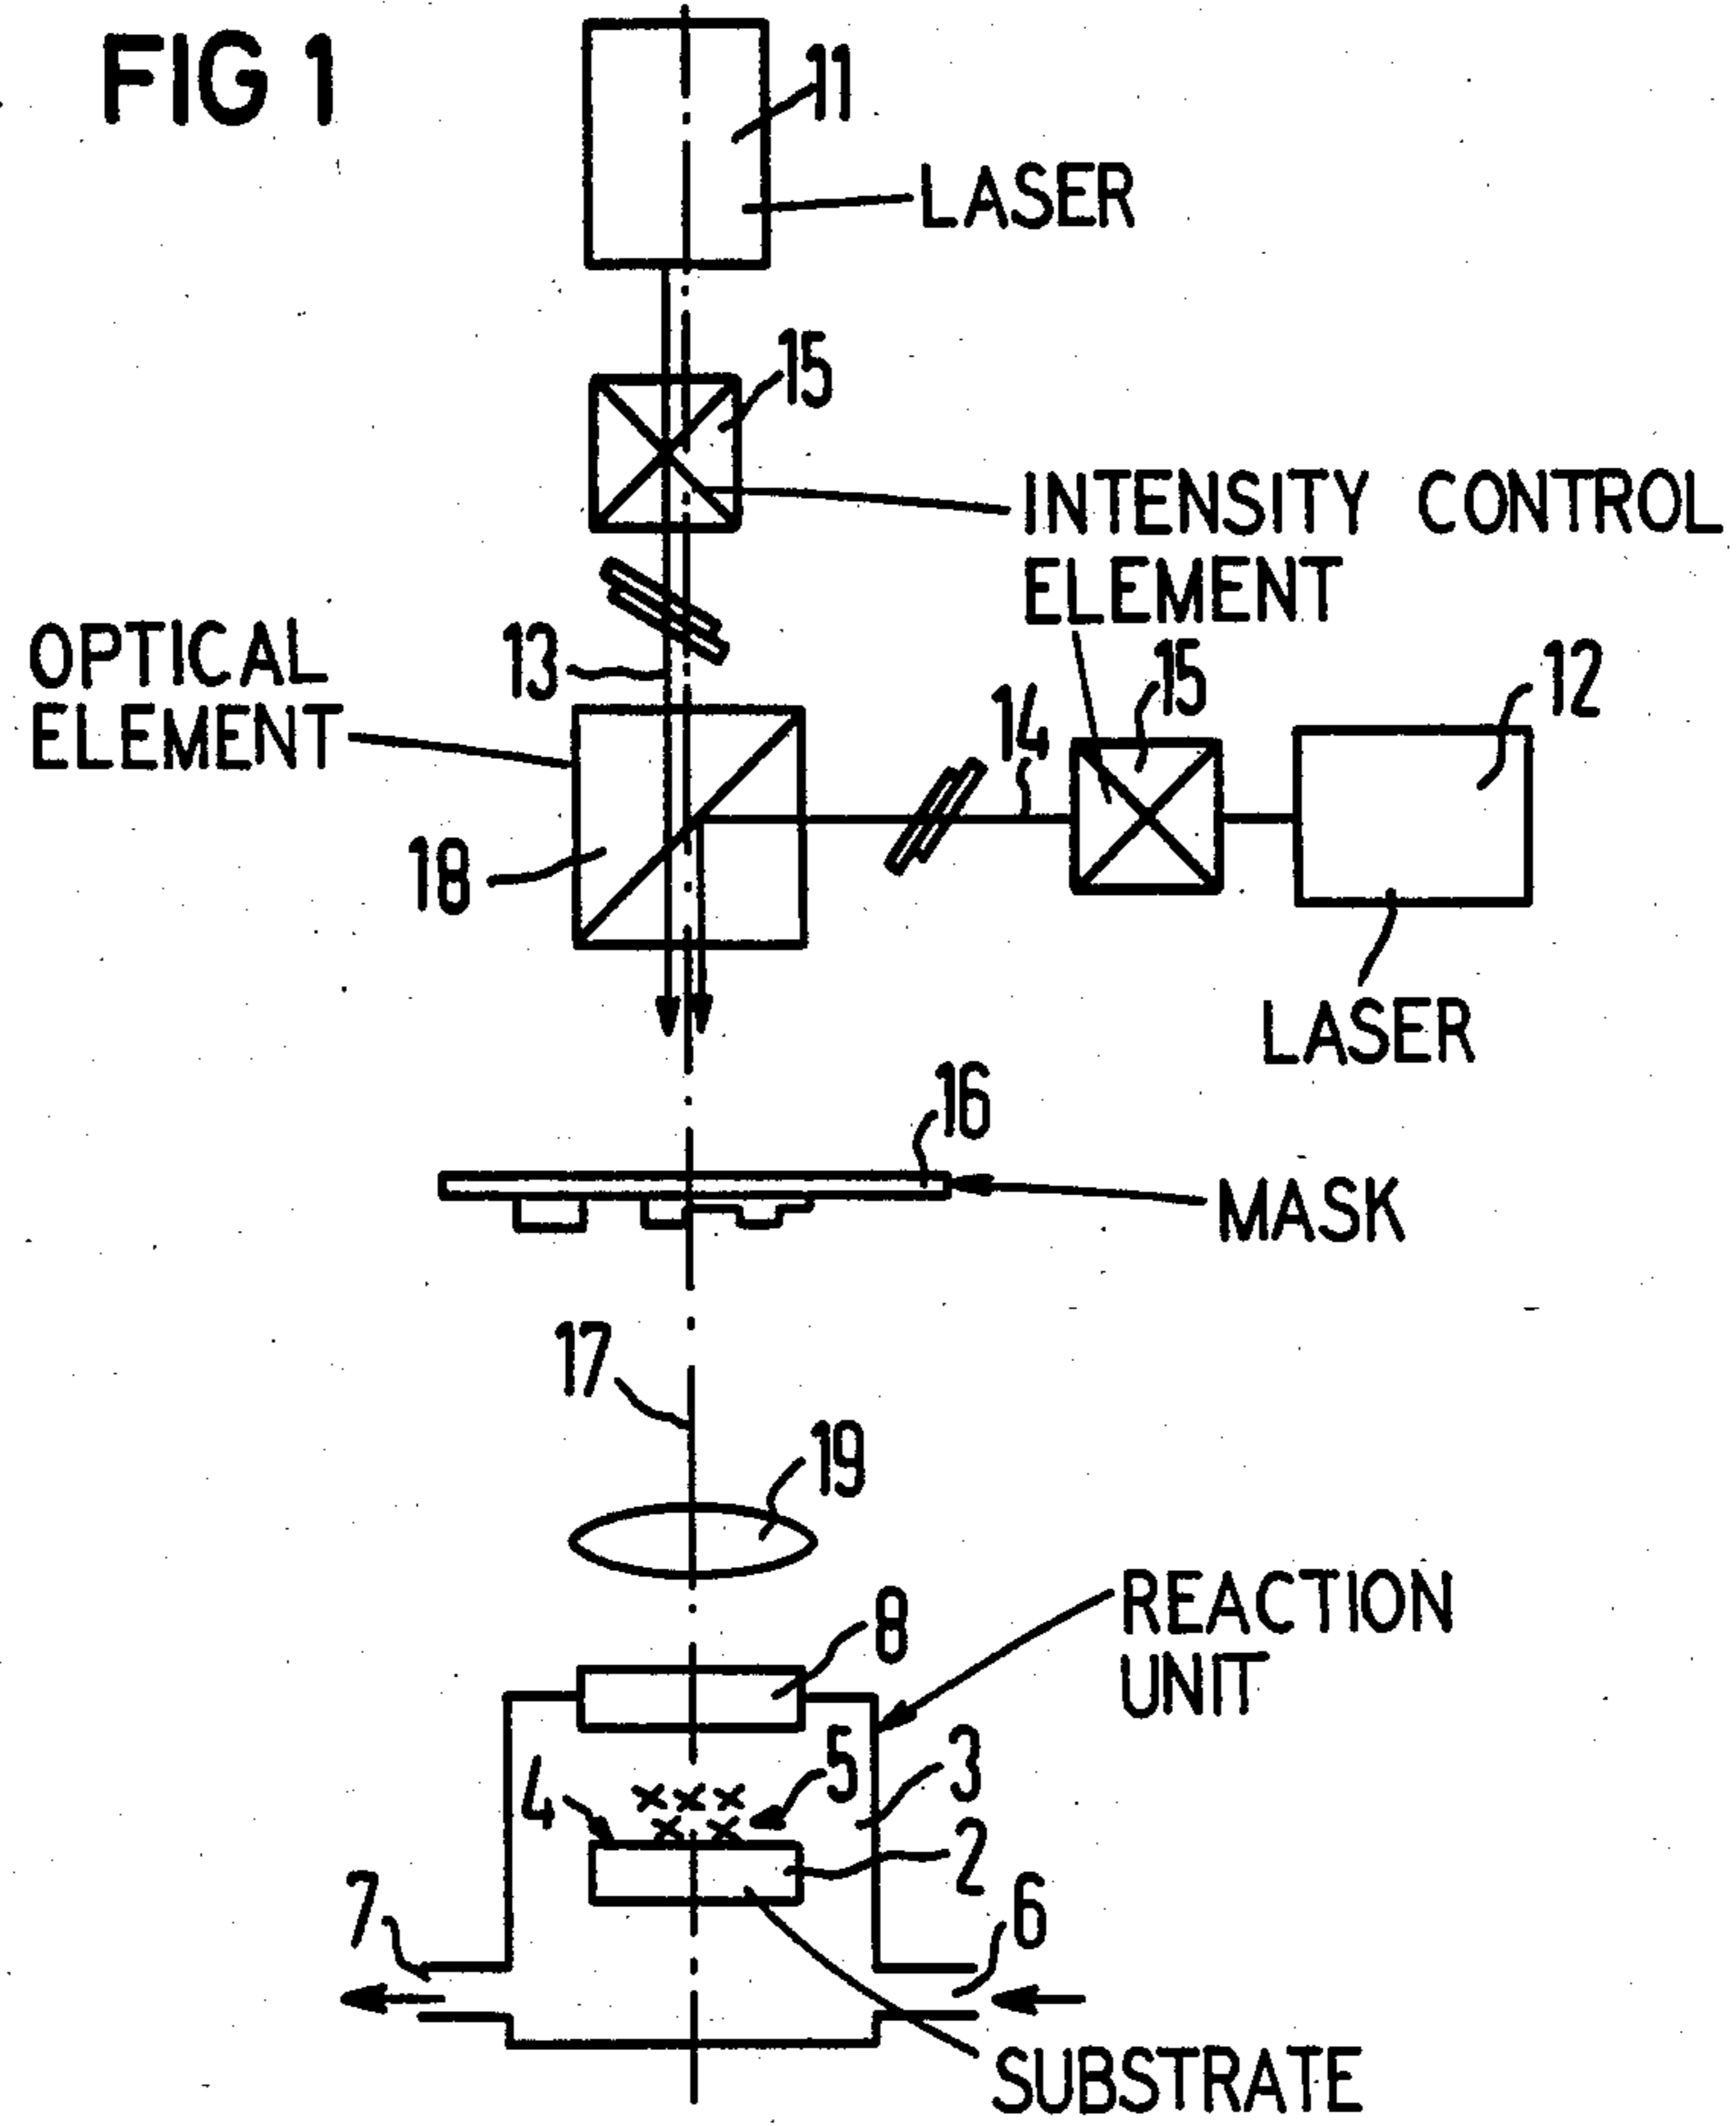 FIG 1
11
LASER
15
INTENSITY CONTROL
ELEMENT
OPTICAL
ELEMENT
13
14
15
12
18
LASER
16
MASK
17
19
8
REACTION
UNIT
5
3
4
2
7
6
SUBSTRATE